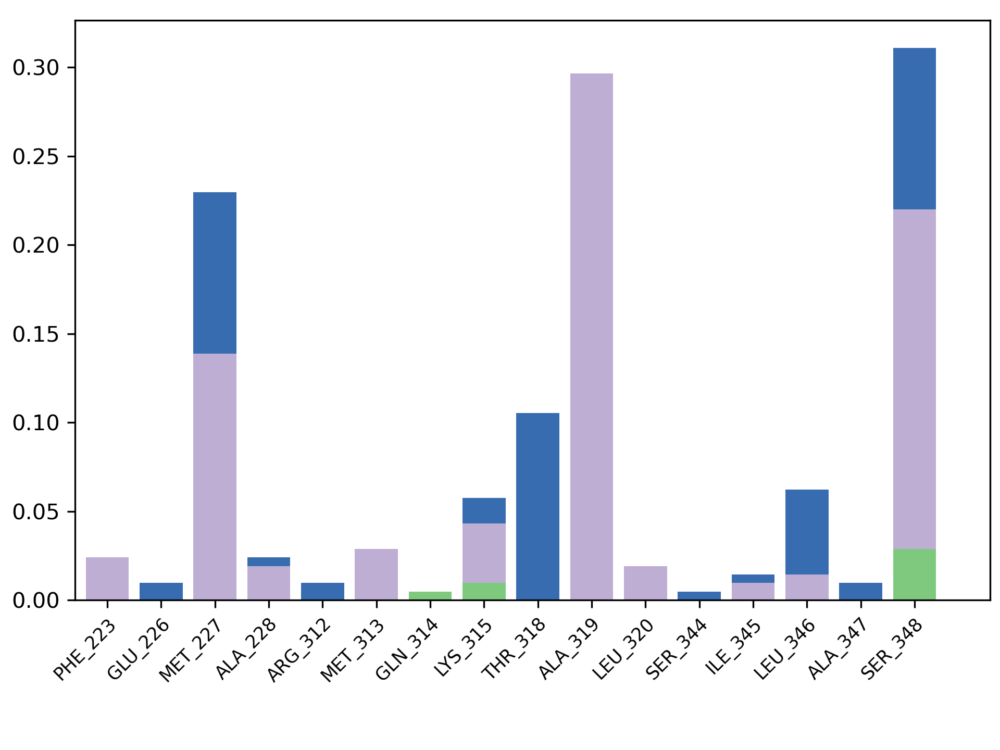 0.30
0.25
0.20
0.15
0.10
0.05
0.00
PHE_223
GLU_226
MET_227
ALA_228
ARG_312
MET_313
GLN_314
LYS_315
THR_318
ALA_319
LEU_320
SER_344
ILE_345
LEU_346
ALA_347
SER_348